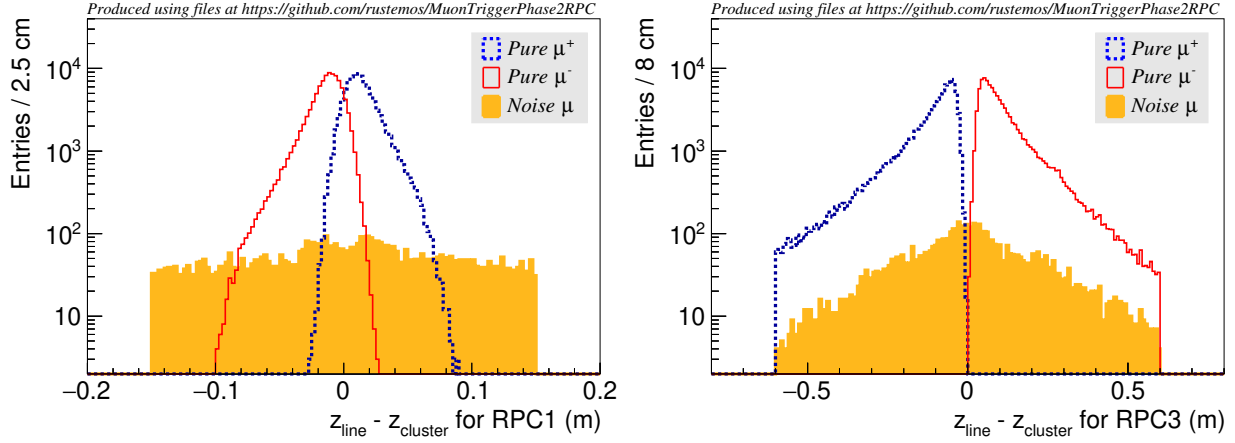 Produced using files at https://github.com/rustemos/MuonTriggerPhase2RPC
Entries / 2.5 cm
10⁴
10³
10²
10
Pure μ⁺
Pure μ⁻
Noise μ
−0.2
−0.1
0
0.1
0.2
z_line - z_cluster for RPC1 (m)
Produced using files at https://github.com/rustemos/MuonTriggerPhase2RPC
Entries / 8 cm
10⁴
10³
10²
10
Pure μ⁺
Pure μ⁻
Noise μ
−0.5
0
0.5
z_line - z_cluster for RPC3 (m)